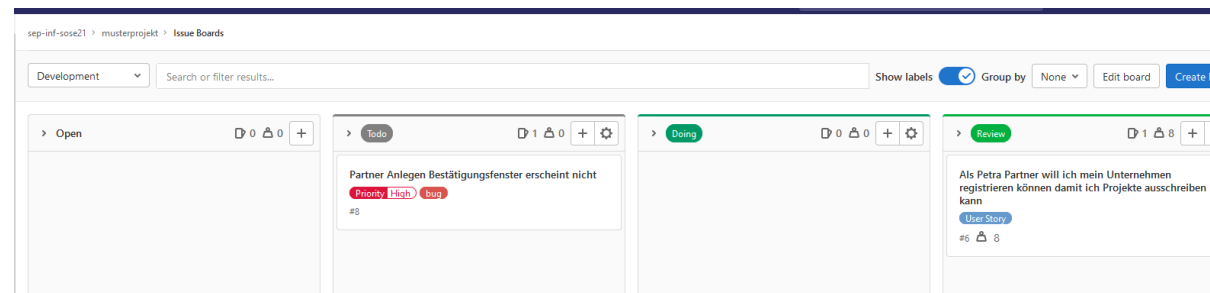 sep-inf-sose21 > musterprojekt > Issue Boards
Development
Search or filter results...
Show labels
Group by
None
Edit board
Create
Open
0
0
+
Todo
1
0
+
Partner Anlegen Bestätigungsfenster erscheint nicht
Priority High
bug
#8
Doing
0
0
+
Review
1
8
+
Als Petra Partner will ich mein Unternehmen
registrieren können damit ich Projekte ausschreiben
kann
User Story
#6
8